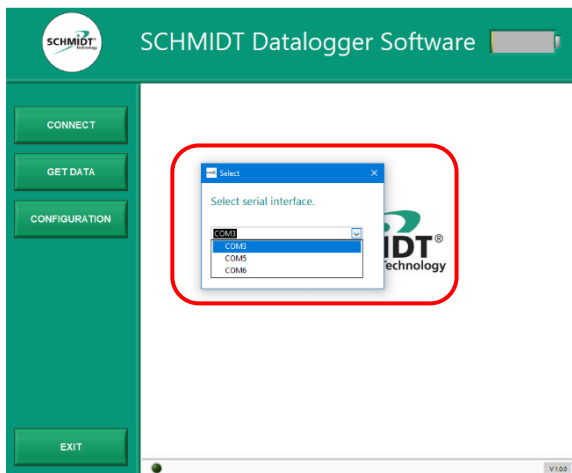 SCHMIDT
Technology
SCHMIDT Datalogger Software
CONNECT
GET DATA
CONFIGURATION
EXIT
Select
Select serial interface.
COM3
COM3
COM5
COM6
IDT®
echnology
V 1.0.0